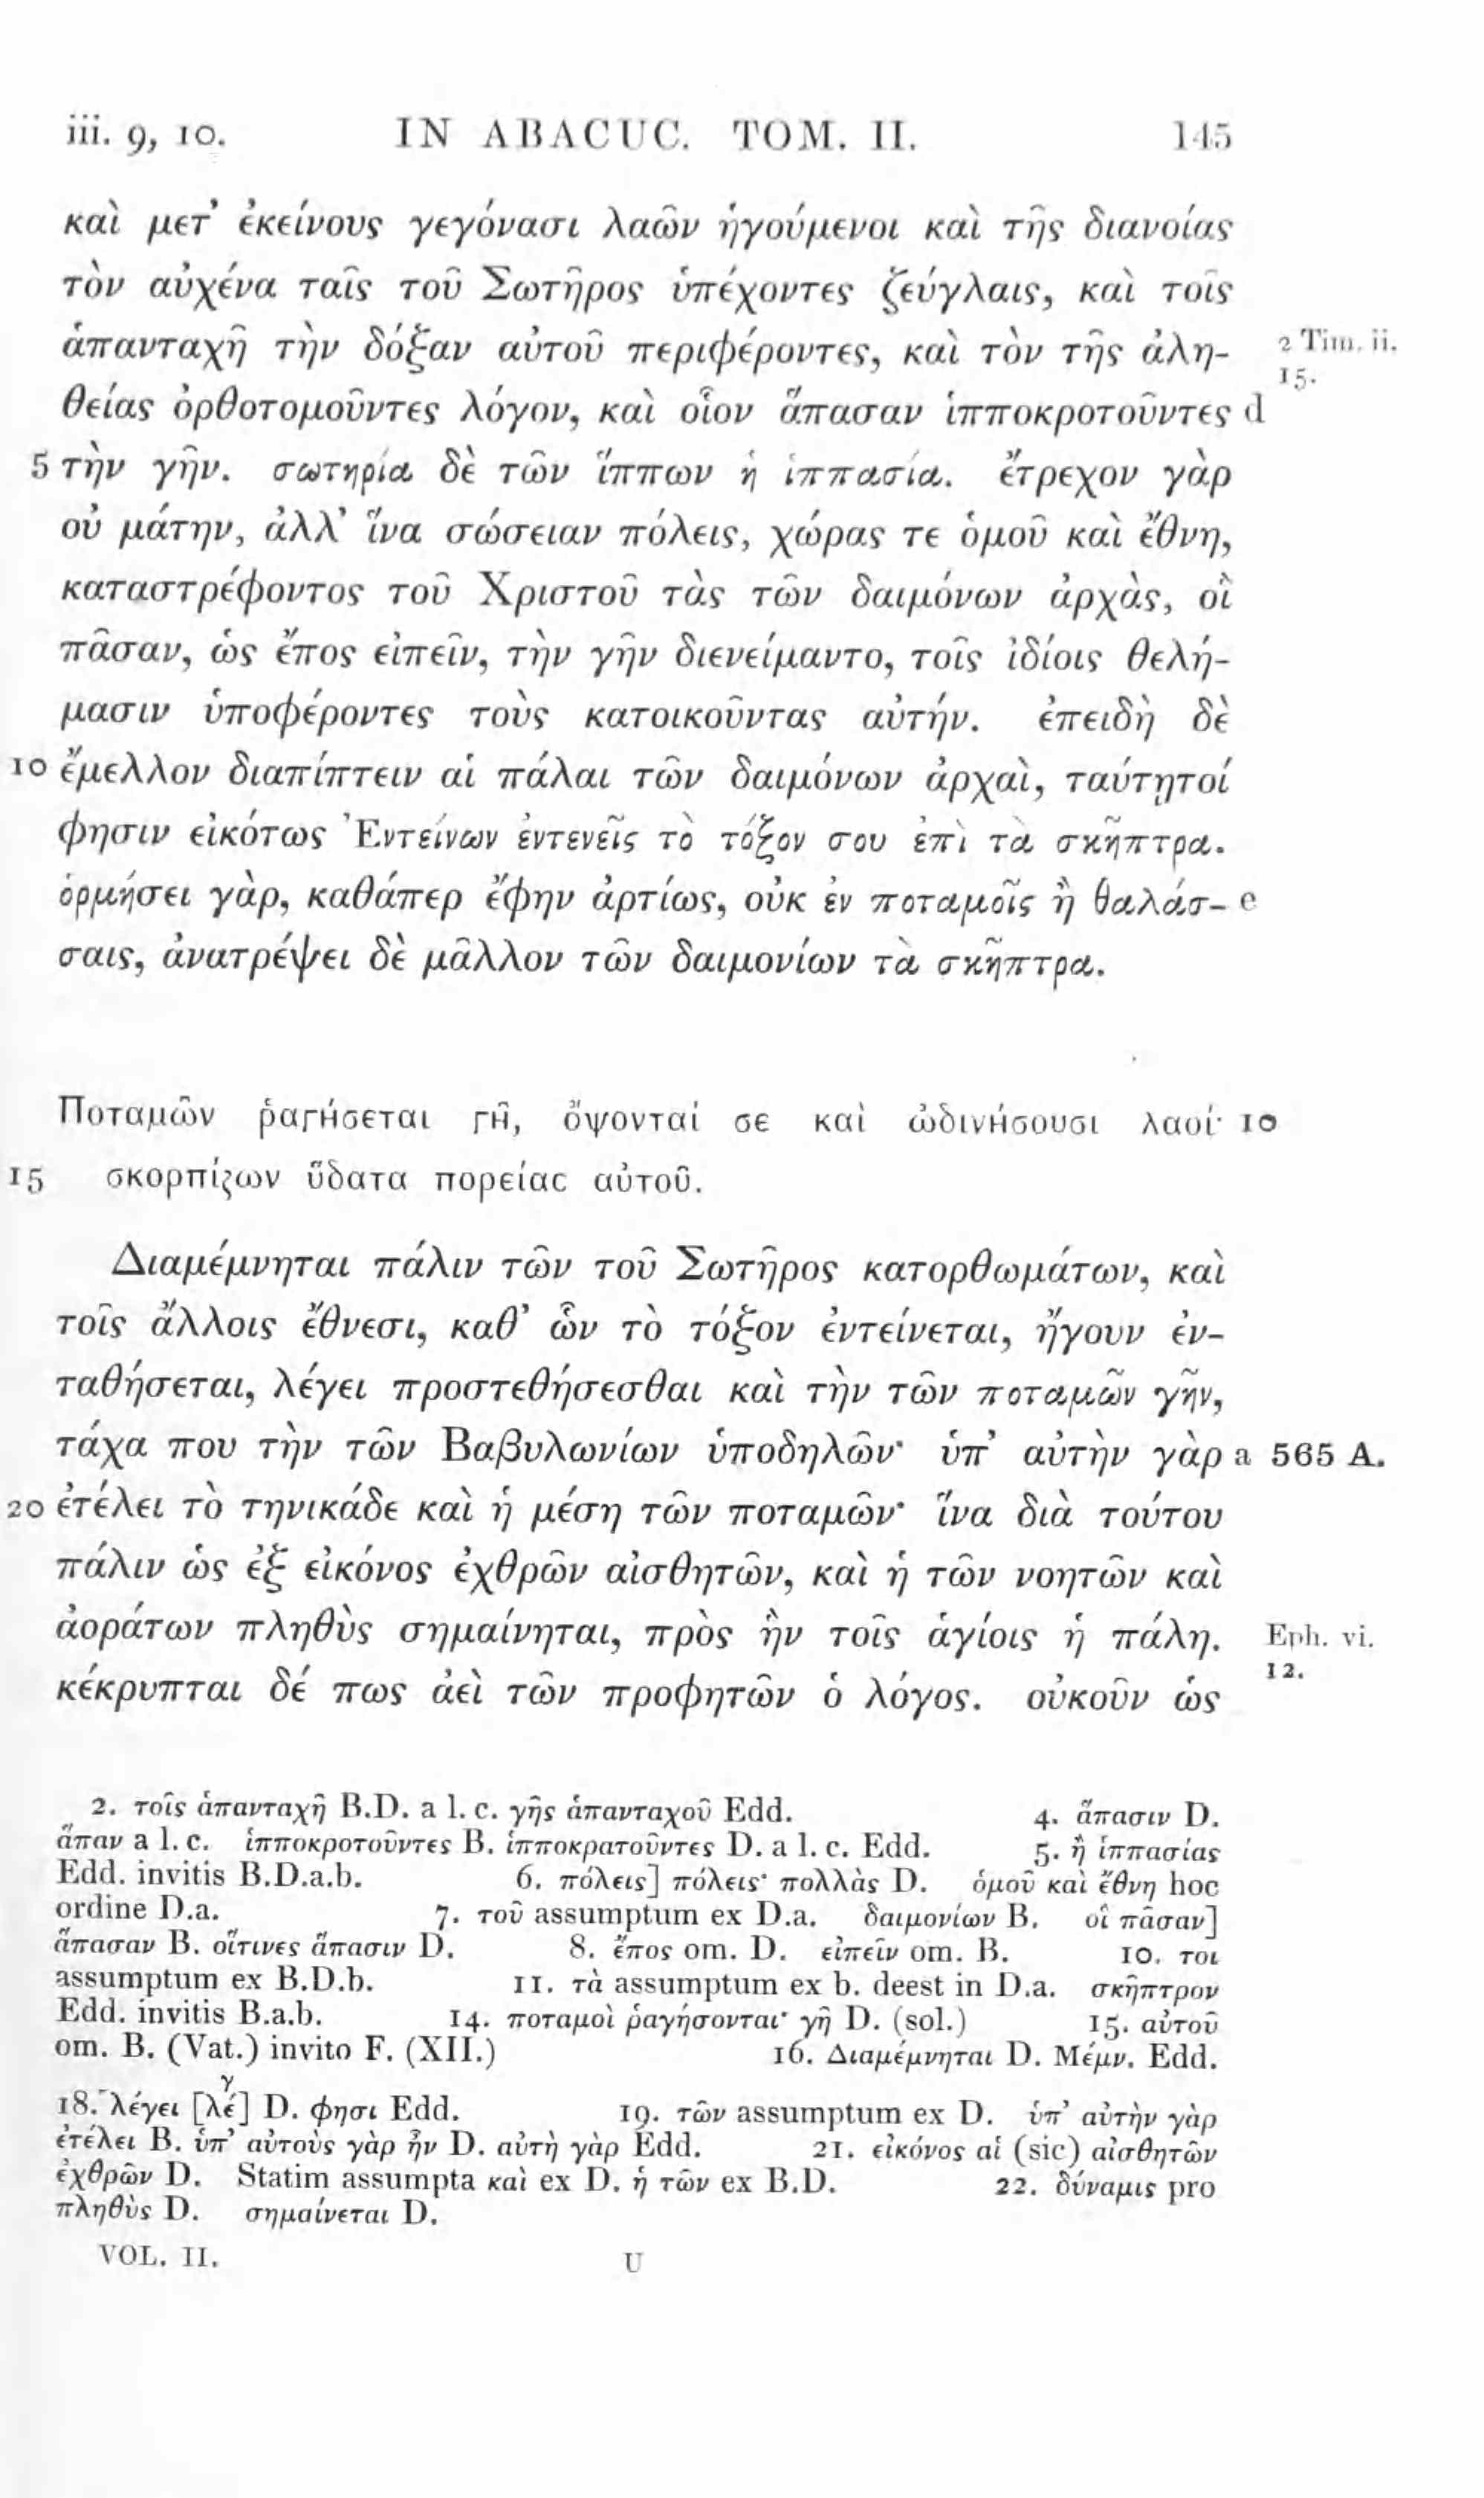 iii. 9, 10. IN ABACUC. TOM. II. 145
καὶ μετ' ἐκείνους γεγόνασι λαῶν ἡγούμενοι καὶ τῆς διανοίας
τὸν αὐχένα ταῖς τοῦ Σωτῆρος ὑπέχοντες ζεύγλαις, καὶ τοῖς
ἁπανταχῆ τὴν δόξαν αὐτοῦ περιφέροντες, καὶ τὸν τῆς ἀλη- 2 Tim. ii. 15.
θείας ὀρθοτομοῦντες λόγον, καὶ οἷον ἅπασαν ἱπποκροτοῦντες d
5 τὴν γῆν. σωτηρία δὲ τῶν ἵππων ἡ ἱππασία. ἔτρεχον γὰρ
οὐ μάτην, ἀλλ' ἵνα σώσειαν πόλεις, χώρας τε ὁμοῦ καὶ ἔθνη,
καταστρέφοντος τοῦ Χριστοῦ τὰς τῶν δαιμόνων ἀρχὰς, οἳ
πᾶσαν, ὡς ἔπος εἰπεῖν, τὴν γῆν διενείμαντο, τοῖς ἰδίοις θελή-
μασιν ὑποφέροντες τοὺς κατοικοῦντας αὐτήν. ἐπειδὴ δὲ
10 ἔμελλον διαπίπτειν αἱ πάλαι τῶν δαιμόνων ἀρχαὶ, ταύτῃτοί
φησιν εἰκότως Ἐντείνων ἐντενεῖς τὸ τόξον σου ἐπὶ τὰ σκῆπτρα.
ὁρμήσει γὰρ, καθάπερ ἔφην ἀρτίως, οὐκ ἐν ποταμοῖς ἢ θαλάσ- e
σαις, ἀνατρέψει δὲ μᾶλλον τῶν δαιμονίων τὰ σκῆπτρα.
Ποταμῶν ῥαγήσεται γῆ, ὄψονταί σε καὶ ὠδινήσουσι λαοί· 10
15 σκορπίζων ὕδατα πορείας αὐτοῦ.
Διαμέμνηται πάλιν τῶν τοῦ Σωτῆρος κατορθωμάτων, καὶ
τοῖς ἄλλοις ἔθνεσι, καθ' ὧν τὸ τόξον ἐντείνεται, ἤγουν ἐν-
ταθήσεται, λέγει προστεθήσεσθαι καὶ τὴν τῶν ποταμῶν γῆν,
τάχα που τὴν τῶν Βαβυλωνίων ὑποδηλῶν· ὑπ' αὐτὴν γὰρ a 565 A.
20 ἐτέλει τὸ τηνικάδε καὶ ἡ μέση τῶν ποταμῶν· ἵνα διὰ τούτου
πάλιν ὡς ἐξ εἰκόνος ἐχθρῶν αἰσθητῶν, καὶ ἡ τῶν νοητῶν καὶ
ἀοράτων πληθὺς σημαίνηται, πρὸς ἣν τοῖς ἁγίοις ἡ πάλη. Eph. vi. 12.
κέκρυπται δέ πως ἀεὶ τῶν προφητῶν ὁ λόγος. οὐκοῦν ὡς
2. τοῖς ἁπανταχῆ B.D. a l. c. γῆς ἁπανταχοῦ Edd. 4. ἅπασιν D.
ἅπαν a l. c. ἱπποκροτοῦντες B. ἱπποκρατοῦντες D. a l. c. Edd. 5. ἢ ἱππασίας
Edd. invitis B.D.a.b. 6. πόλεις] πόλεις· πολλὰς D. ὁμοῦ καὶ ἔθνη hoc
ordine D.a. 7. τοῦ assumptum ex D.a. δαιμονίων B. οἳ πᾶσαν]
ἅπασαν B. οἵτινες ἅπασιν D. 8. ἔπος om. D. εἰπεῖν om. B. 10. τοι
assumptum ex B.D.b. 11. τὰ assumptum ex b. deest in D.a. σκῆπτρον
Edd. invitis B.a.b. 14. ποταμοὶ ῥαγήσονται· γῆ D. (sol.) 15. αὐτοῦ
om. B. (Vat.) invito F. (XII.) 16. Διαμέμνηται D. Μέμν. Edd.
18. λέγει [λέγ] D. φησι Edd. 19. τῶν assumptum ex D. ὑπ' αὐτὴν γὰρ
ἐτέλει B. ὑπ' αὐτοὺς γὰρ ἦν D. αὐτὴ γὰρ Edd. 21. εἰκόνος αἱ (sic) αἰσθητῶν
ἐχθρῶν D. Statim assumpta καὶ ex D. ἡ τῶν ex B.D. 22. δύναμις pro
πληθὺς D. σημαίνεται D.
VOL. II. U